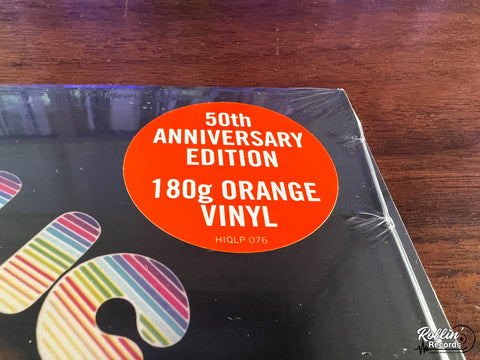 50th
ANNIVERSARY
EDITION
180g ORANGE
VINYL
HIQLP 076
Rollin'
Records